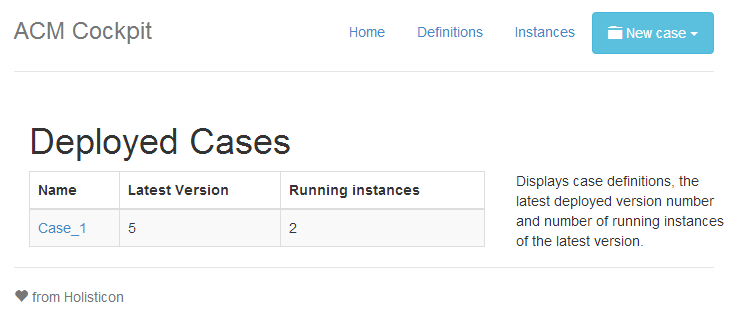 ACM Cockpit Home Definitions Instances New case
Deployed Cases
Name Latest Version Running instances
Case_1 5 2
Displays case definitions, the
latest deployed version number
and number of running instances
of the latest version.
from Holisticon